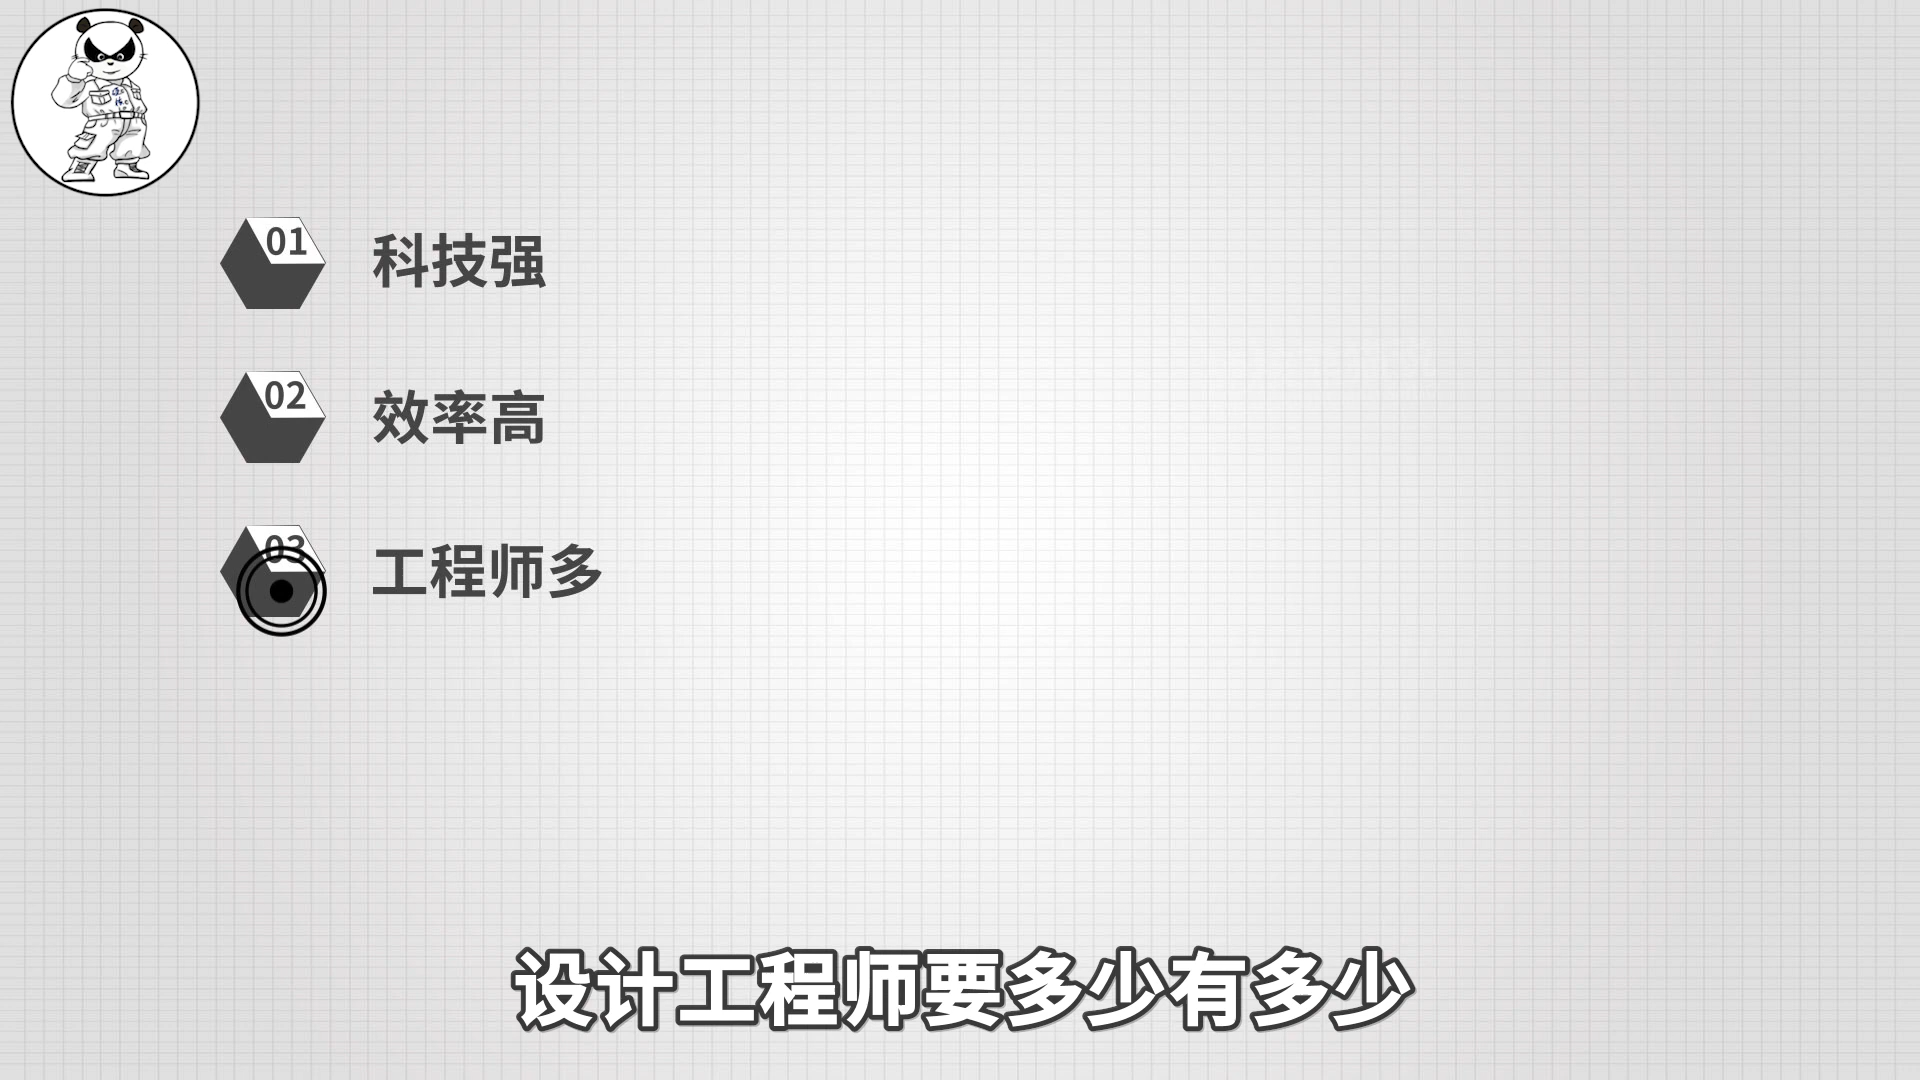 01 科技强
02 效率高
03 工程师多
设计工程师要多少有多少